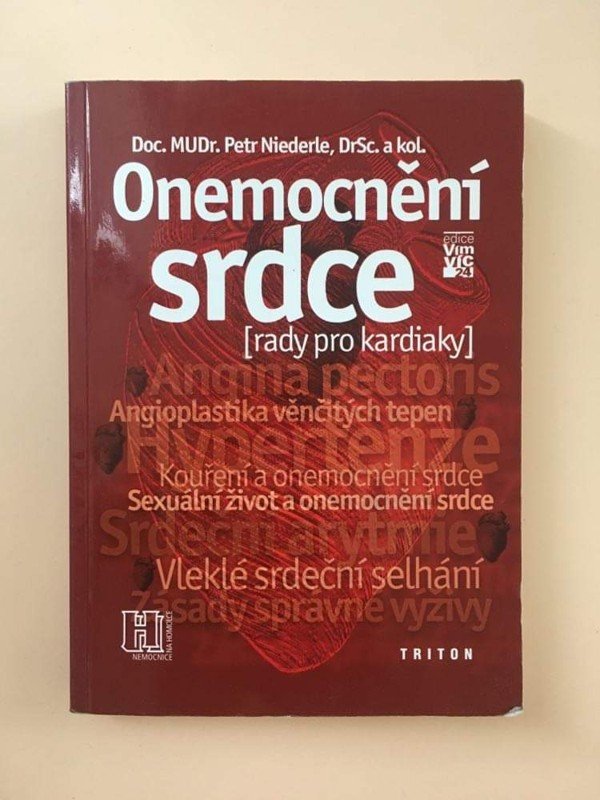 Doc. MUDr. Petr Niederle, DrSc. a kol.
Onemocnění
srdce
edice
Vím
víc
24
[rady pro kardiaky]
Angina pectoris
Angioplastika věnčitých tepen
Hypertenze
Kouření a onemocnění srdce
Sexuální život a onemocnění srdce
Srdeční arytmie
Vleklé srdeční selhání
Zásady správné výživy
NEMOCNICE
NA HOMOLCE
TRITON